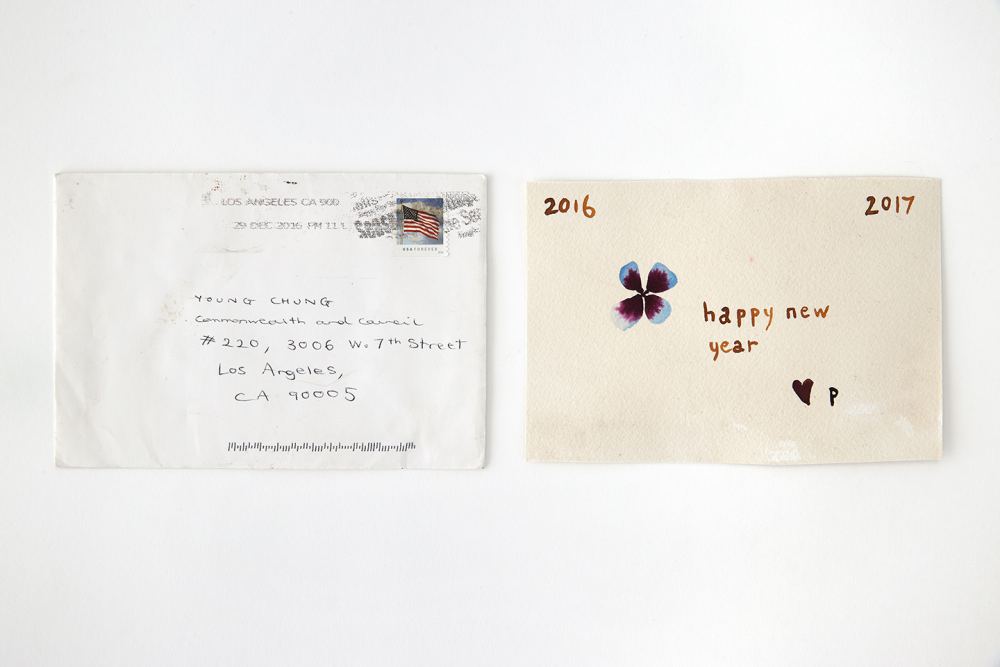 LOS ANGELES CA 900
29 DEC 2016 PM 11 L
USA FOREVER
YOUNG CHUNG
Commonwealth and Council
#220, 3006 W. 7th Street
Los Angeles,
CA 90005
2016
2017
happy new
year
P